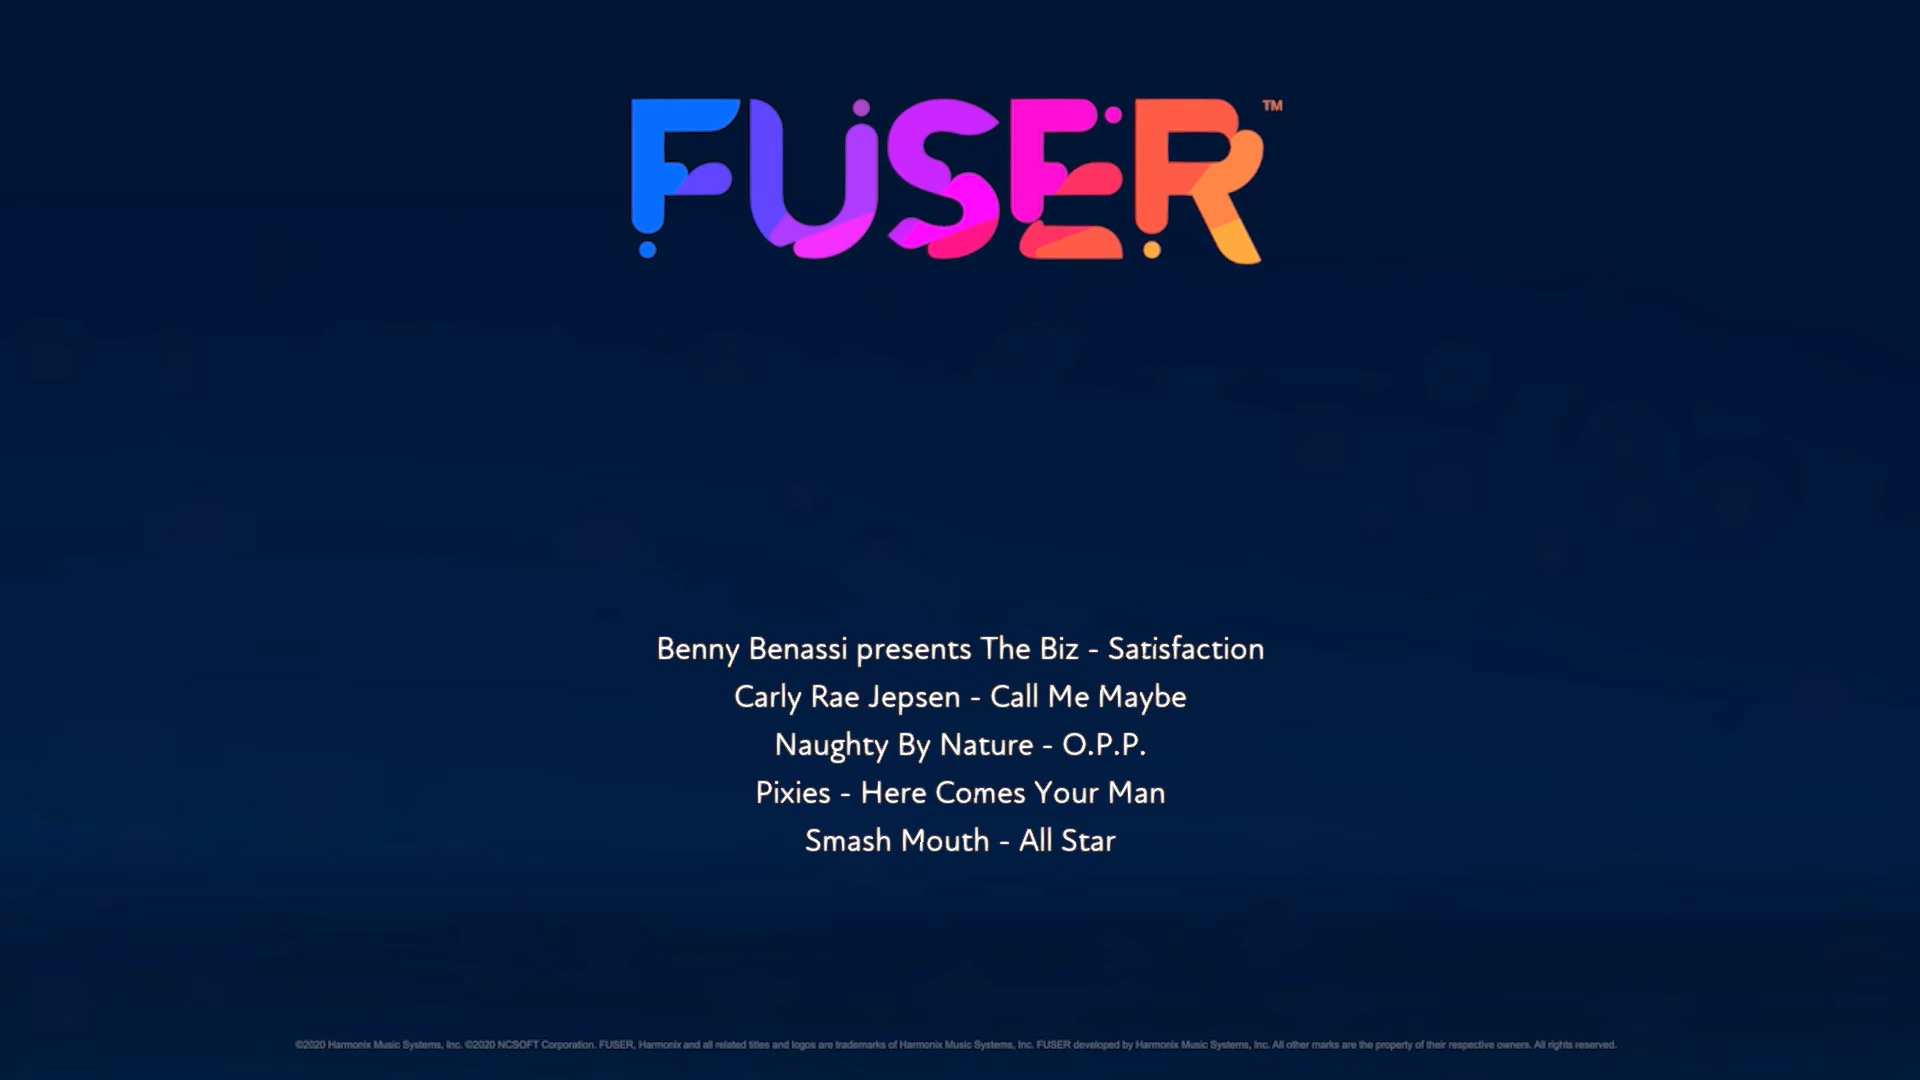 FUSER™
Benny Benassi presents The Biz - Satisfaction
Carly Rae Jepsen - Call Me Maybe
Naughty By Nature - O.P.P.
Pixies - Here Comes Your Man
Smash Mouth - All Star
©2020 Harmonix Music Systems, Inc. ©2020 NCSOFT Corporation. FUSER, Harmonix and all related titles and logos are trademarks of Harmonix Music Systems, Inc. FUSER developed by Harmonix Music Systems, Inc. All other marks are the property of their respective owners. All rights reserved.